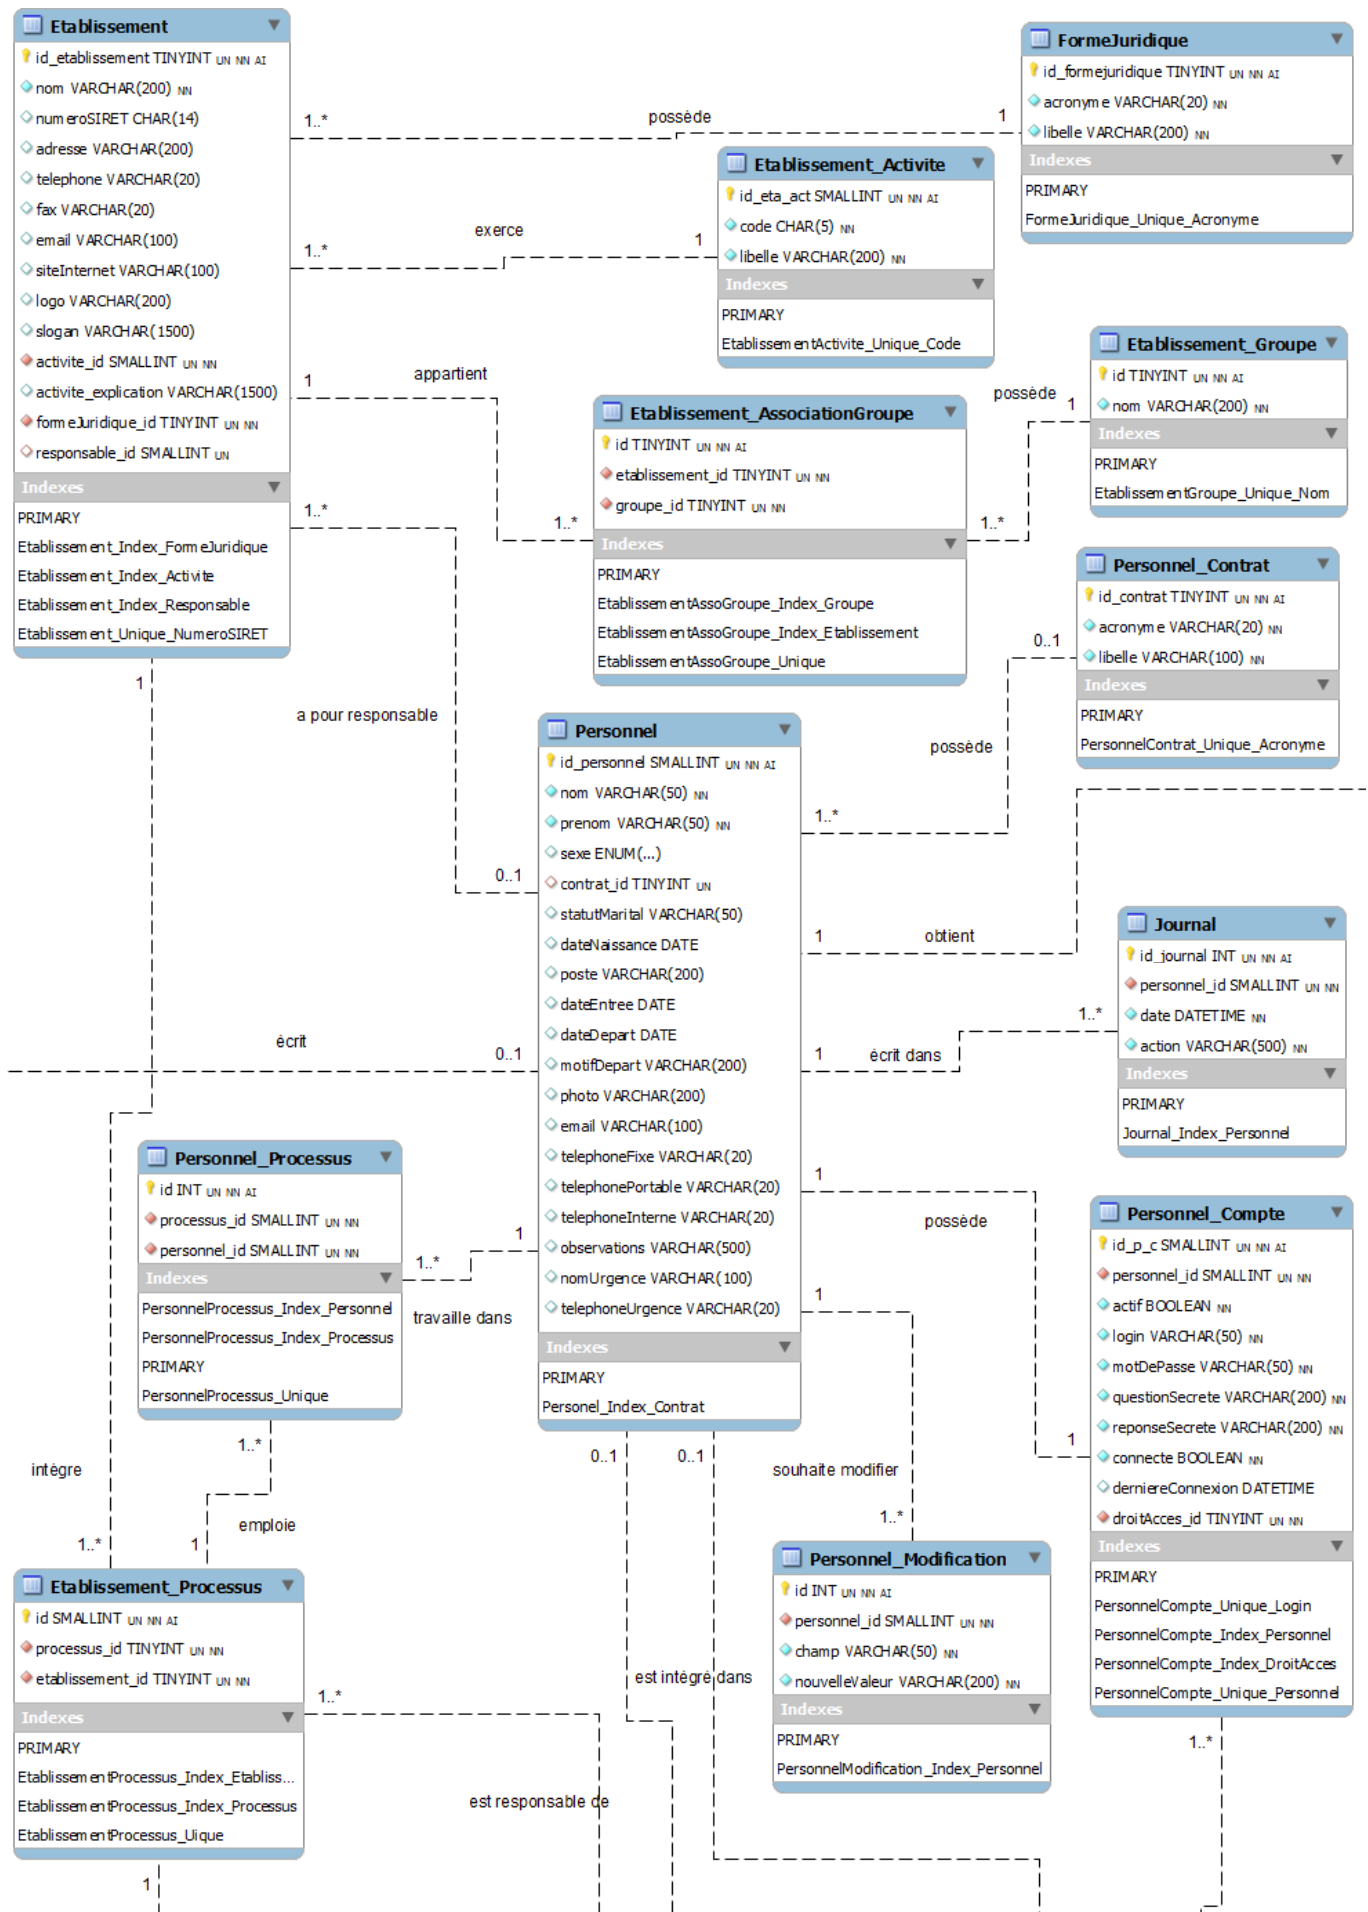 Etablissement
id_etablissement TINYINT UN NN AI
nom VARCHAR(200) NN
numeroSIRET CHAR(14)
adresse VARCHAR(200)
telephone VARCHAR(20)
fax VARCHAR(20)
email VARCHAR(100)
siteInternet VARCHAR(100)
logo VARCHAR(200)
slogan VARCHAR(1500)
activite_id SMALLINT UN NN
activite_explication VARCHAR(1500)
formeJuridique_id TINYINT UN NN
responsable_id SMALLINT UN
Indexes
PRIMARY
Etablissement_Index_FormeJuridique
Etablissement_Index_Activite
Etablissement_Index_Responsable
Etablissement_Unique_NumeroSIRET
1..*
possède
1
FormeJuridique
id_formejuridique TINYINT UN NN AI
acronyme VARCHAR(20) NN
libelle VARCHAR(200) NN
Indexes
PRIMARY
FormeJuridique_Unique_Acronyme
1..*
exerce
1
Etablissement_Activite
id_eta_act SMALLINT UN NN AI
code CHAR(5) NN
libelle VARCHAR(200) NN
Indexes
PRIMARY
EtablissementActivite_Unique_Code
1
appartient
1..*
Etablissement_AssociationGroupe
id TINYINT UN NN AI
etablissement_id TINYINT UN NN
groupe_id TINYINT UN NN
Indexes
PRIMARY
EtablissementAssoGroupe_Index_Groupe
EtablissementAssoGroupe_Index_Etablissement
EtablissementAssoGroupe_Unique
possède
1
1..*
Etablissement_Groupe
id TINYINT UN NN AI
nom VARCHAR(200) NN
Indexes
PRIMARY
EtablissementGroupe_Unique_Nom
Personnel_Contrat
id_contrat TINYINT UN NN AI
acronyme VARCHAR(20) NN
libelle VARCHAR(100) NN
Indexes
PRIMARY
PersonnelContrat_Unique_Acronyme
0..1
possède
1..*
1..*
a pour responsable
0..1
Personnel
id_personnel SMALLINT UN NN AI
nom VARCHAR(50) NN
prenom VARCHAR(50) NN
sexe ENUM(...)
contrat_id TINYINT UN
statutMarital VARCHAR(50)
dateNaissance DATE
poste VARCHAR(200)
dateEntree DATE
dateDepart DATE
motifDepart VARCHAR(200)
photo VARCHAR(200)
email VARCHAR(100)
telephoneFixe VARCHAR(20)
telephonePortable VARCHAR(20)
telephoneInterne VARCHAR(20)
observations VARCHAR(500)
nomUrgence VARCHAR(100)
telephoneUrgence VARCHAR(20)
Indexes
PRIMARY
Personel_Index_Contrat
1
obtient
écrit
0..1
1
écrit dans
1..*
Journal
id_journal INT UN NN AI
personnel_id SMALLINT UN NN
date DATETIME NN
action VARCHAR(500) NN
Indexes
PRIMARY
Journal_Index_Personnel
Personnel_Processus
id INT UN NN AI
processus_id SMALLINT UN NN
personnel_id SMALLINT UN NN
Indexes
PersonnelProcessus_Index_Personnel
PersonnelProcessus_Index_Processus
PRIMARY
PersonnelProcessus_Unique
1
1..*
travaille dans
1
possède
1
Personnel_Compte
id_p_c SMALLINT UN NN AI
personnel_id SMALLINT UN NN
actif BOOLEAN NN
login VARCHAR(50) NN
motDePasse VARCHAR(50) NN
questionSecrete VARCHAR(200) NN
reponseSecrete VARCHAR(200) NN
connecte BOOLEAN NN
derniereConnexion DATETIME
droitAcces_id TINYINT UN NN
Indexes
PRIMARY
PersonnelCompte_Unique_Login
PersonnelCompte_Index_Personnel
PersonnelCompte_Index_DroitAcces
PersonnelCompte_Unique_Personnel
1..*
1
souhaite modifier
1..*
Personnel_Modification
id INT UN NN AI
personnel_id SMALLINT UN NN
champ VARCHAR(50) NN
nouvelleValeur VARCHAR(200) NN
Indexes
PRIMARY
PersonnelModification_Index_Personnel
1
intègre
1..*
1..*
emploie
1
Etablissement_Processus
id SMALLINT UN NN AI
processus_id TINYINT UN NN
etablissement_id TINYINT UN NN
Indexes
PRIMARY
EtablissementProcessus_Index_Etabliss...
EtablissementProcessus_Index_Processus
EtablissementProcessus_Uique
1
0..1
0..1
est intégré dans
1..*
est responsable de